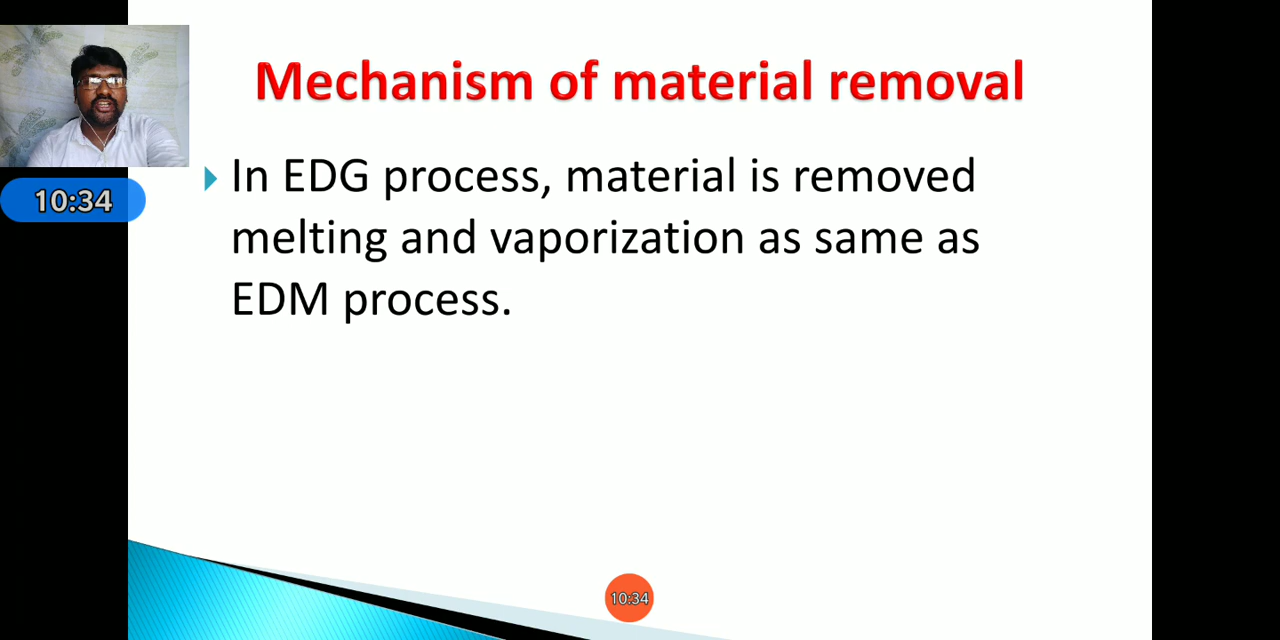 Mechanism of material removal
10:34
In EDG process, material is removed
melting and vaporization as same as
EDM process.
10:34